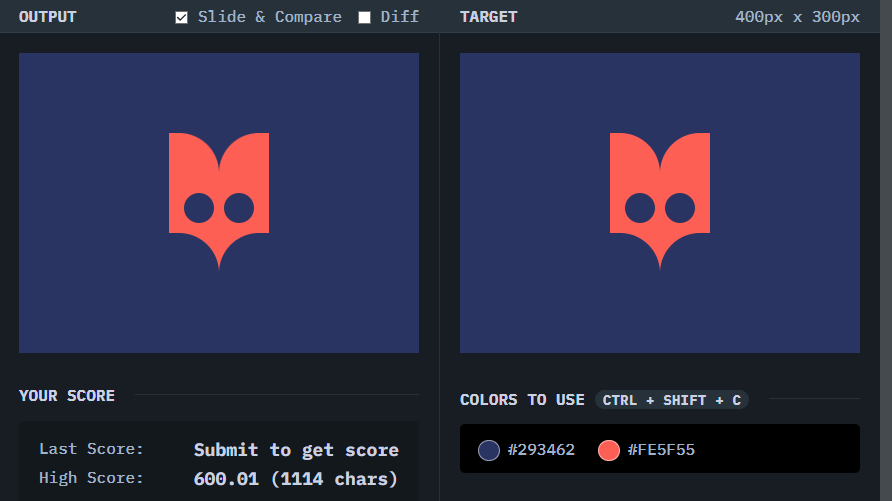 OUTPUT
Slide & Compare
Diff
TARGET
400px x 300px
YOUR SCORE
Last Score: Submit to get score
High Score: 600.01 (1114 chars)
COLORS TO USE CTRL + SHIFT + C
#293462 #FE5F55